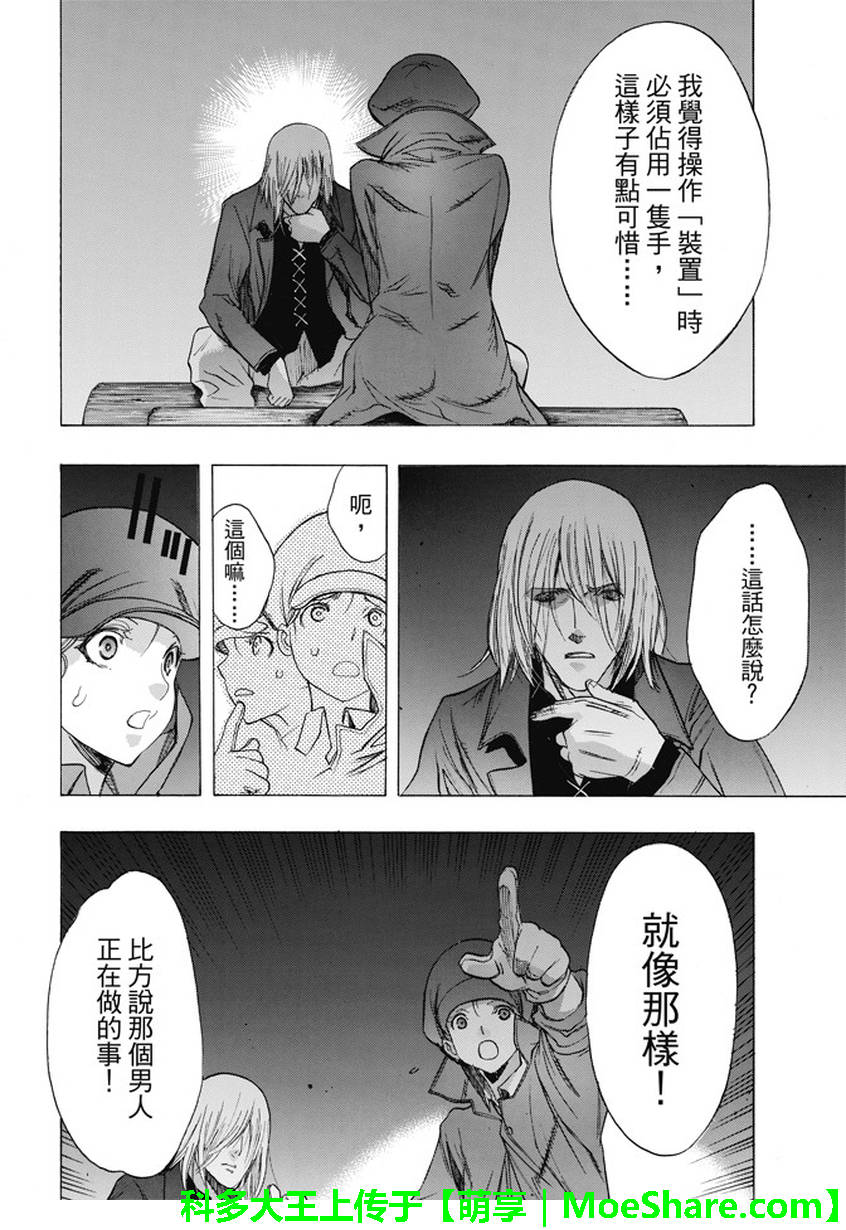 我覺得操作「裝置」時
必須佔用一隻手，
這樣子有點可惜……
……這話怎麼說？
呃，
這個嘛……
就像那樣！
比方說那個男人
正在做的事！
科多大王上传于【萌享｜MoeShare.com】